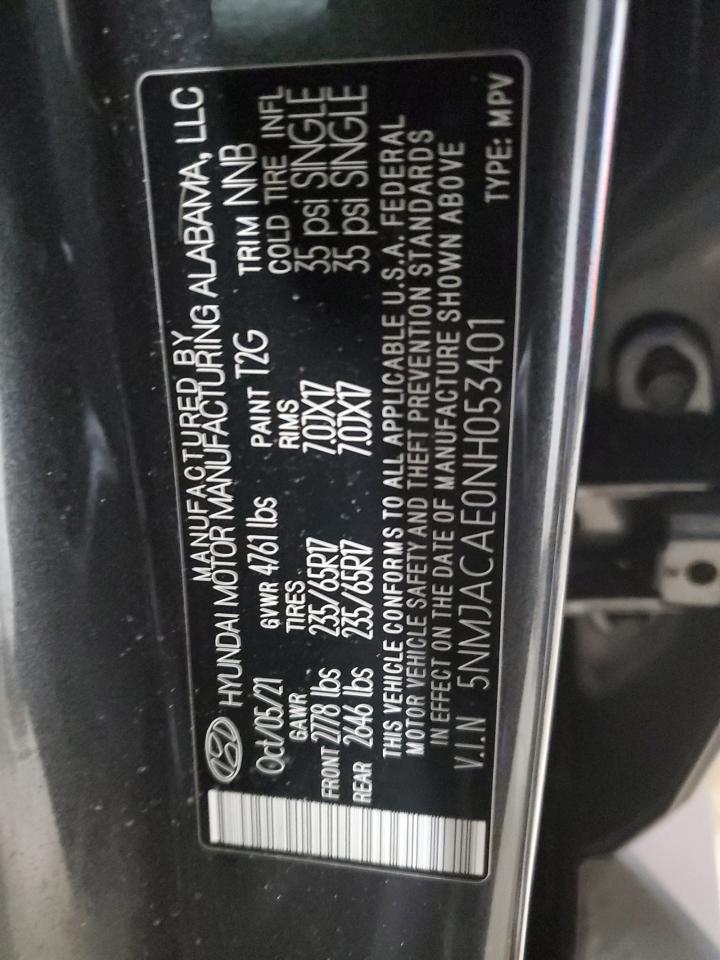 MANUFACTURED BY
HYUNDAI MOTOR MANUFACTURING ALABAMA, LLC
Oct/05/21 GVWR 4761 lbs PAINT T2G TRIM NNB
GAWR TIRES RIMS COLD TIRE INFL
FRONT 2778 lbs 235/65R17 7.0JX17 35 psi SINGLE
REAR 2646 lbs 235/65R17 7.0JX17 35 psi SINGLE
THIS VEHICLE CONFORMS TO ALL APPLICABLE U.S.A. FEDERAL
MOTOR VEHICLE SAFETY AND THEFT PREVENTION STANDARDS
IN EFFECT ON THE DATE OF MANUFACTURE SHOWN ABOVE
V.I.N 5NMJACAE0NH053401 TYPE: MPV